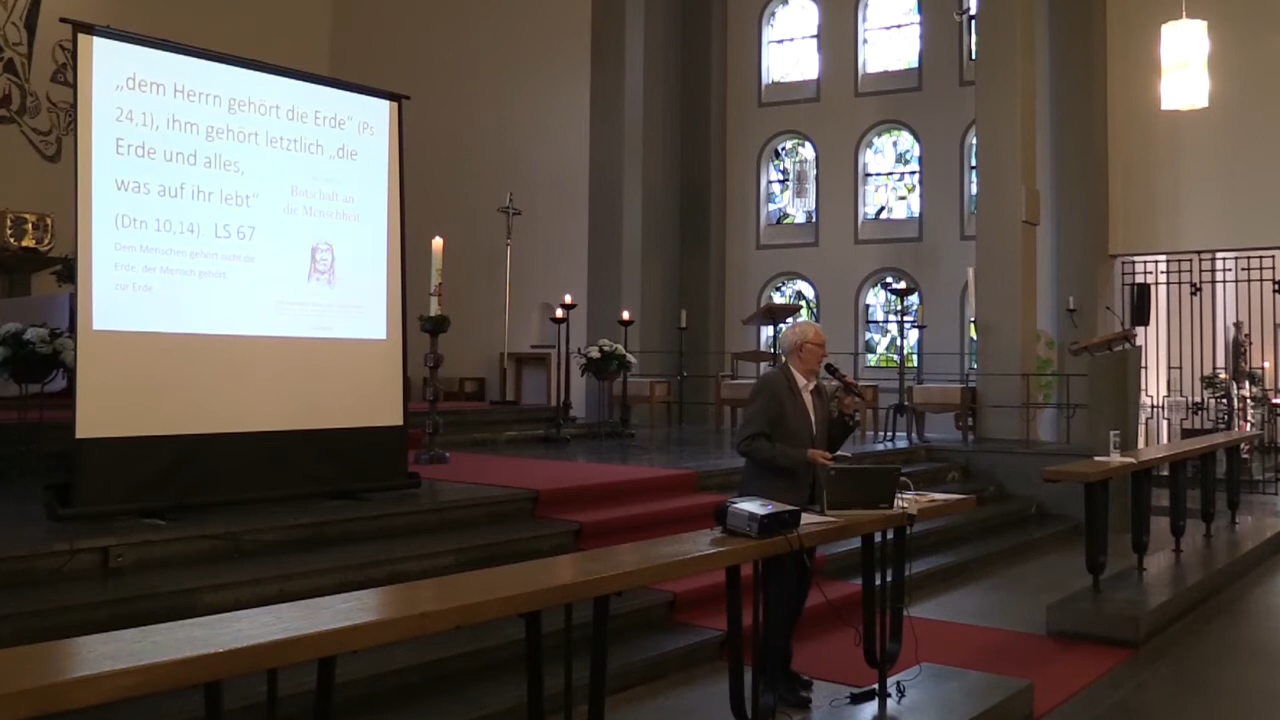 „dem Herrn gehört die Erde“ (Ps
24,1), ihm gehört letztlich „die
Erde und alles,
was auf ihr lebt“
(Dtn 10,14) LS 67
Botschaft an
die Menschheit
Dem Menschen gehört nicht die
Erde, der Mensch gehört
zur Erde.